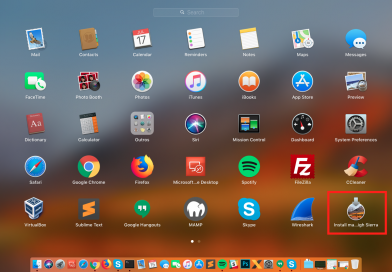 Search
Mail
Contacts
Calendar
Reminders
Notes
Maps
Messages
FaceTime
Photo Booth
Photos
iTunes
iBooks
App Store
Preview
Dictionary
Calculator
Otros
Siri
Mission Control
Dashboard
System Preferences
Safari
Google Chrome
Firefox
Microsoft...e Desktop
Spotify
FileZilla
CCleaner
VirtualBox
Sublime Text
Google Hangouts
MAMP
Skype
Wireshark
Install ma...igh Sierra